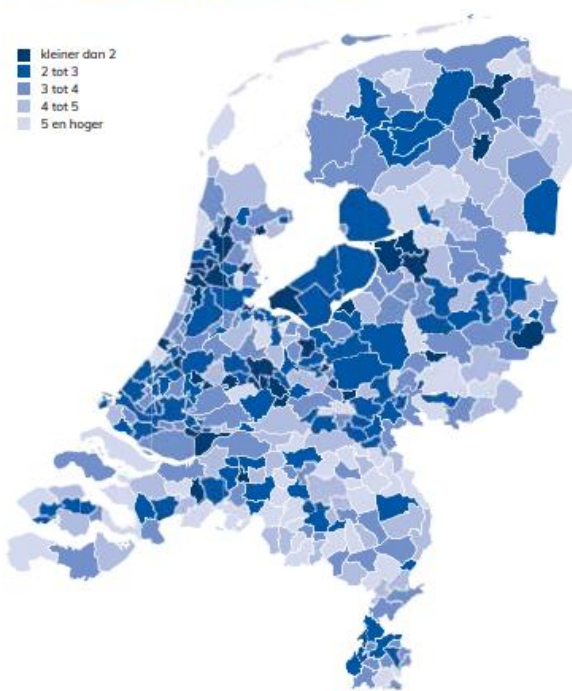 kleiner dan 2
2 tot 3
3 tot 4
4 tot 5
5 en hoger